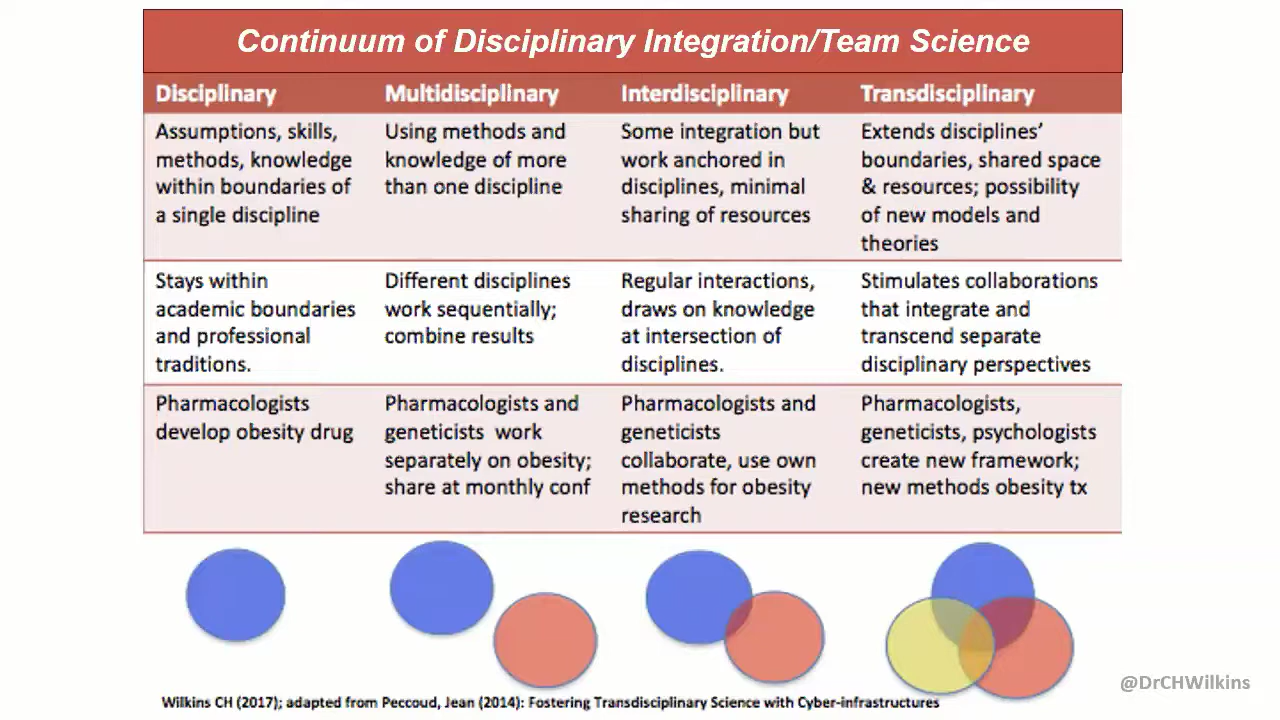 Continuum of Disciplinary Integration/Team Science
Disciplinary
Multidisciplinary
Interdisciplinary
Transdisciplinary
Assumptions, skills,
methods, knowledge
within boundaries of
a single discipline
Using methods and
knowledge of more
than one discipline
Some integration but
work anchored in
disciplines, minimal
sharing of resources
Extends disciplines’
boundaries, shared space
& resources; possibility
of new models and
theories
Stays within
academic boundaries
and professional
traditions.
Different disciplines
work sequentially;
combine results
Regular interactions,
draws on knowledge
at intersection of
disciplines.
Stimulates collaborations
that integrate and
transcend separate
disciplinary perspectives
Pharmacologists
develop obesity drug
Pharmacologists and
geneticists work
separately on obesity;
share at monthly conf
Pharmacologists and
geneticists
collaborate, use own
methods for obesity
research
Pharmacologists,
geneticists, psychologists
create new framework;
new methods obesity tx
@DrCHWilkins
Wilkins CH (2017); adapted from Peccoud, Jean (2014): Fostering Transdisciplinary Science with Cyber-infrastructures